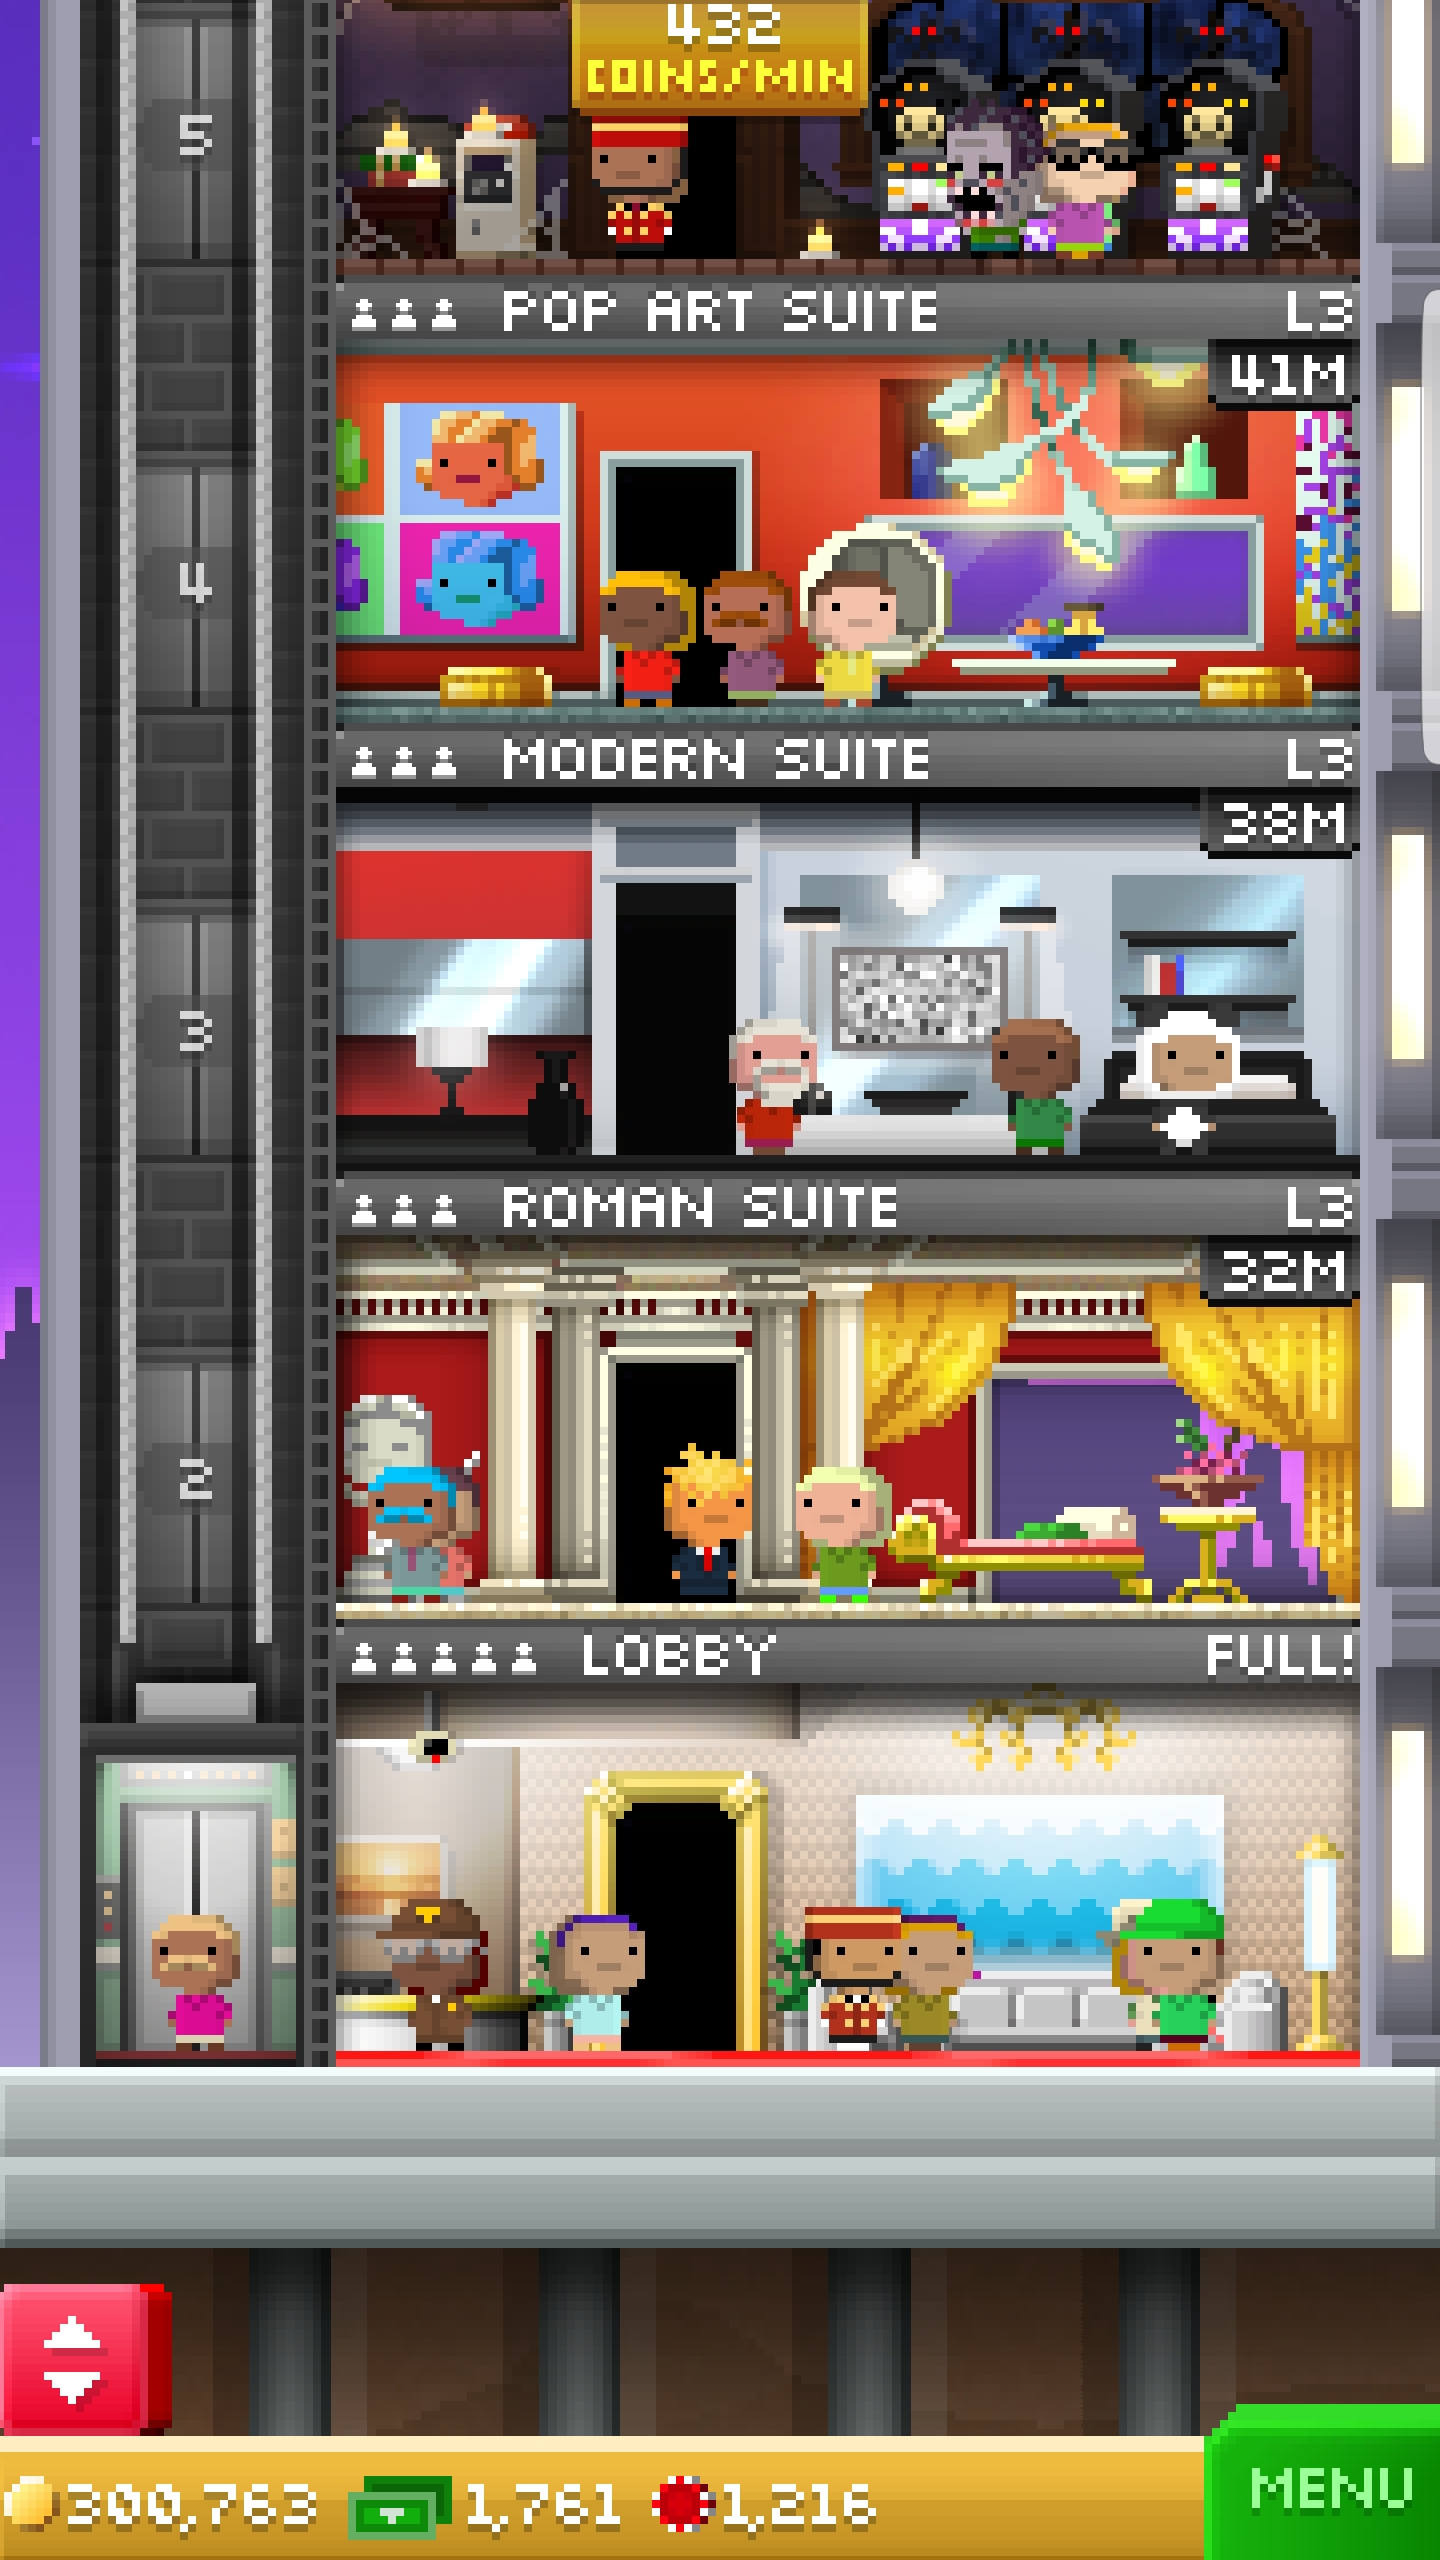 432
COINS/MIN
5
POP ART SUITE L3
41M
4
MODERN SUITE L3
38M
3
ROMAN SUITE L3
32M
2
LOBBY FULL!
MENU
300,763 1,761 1,216